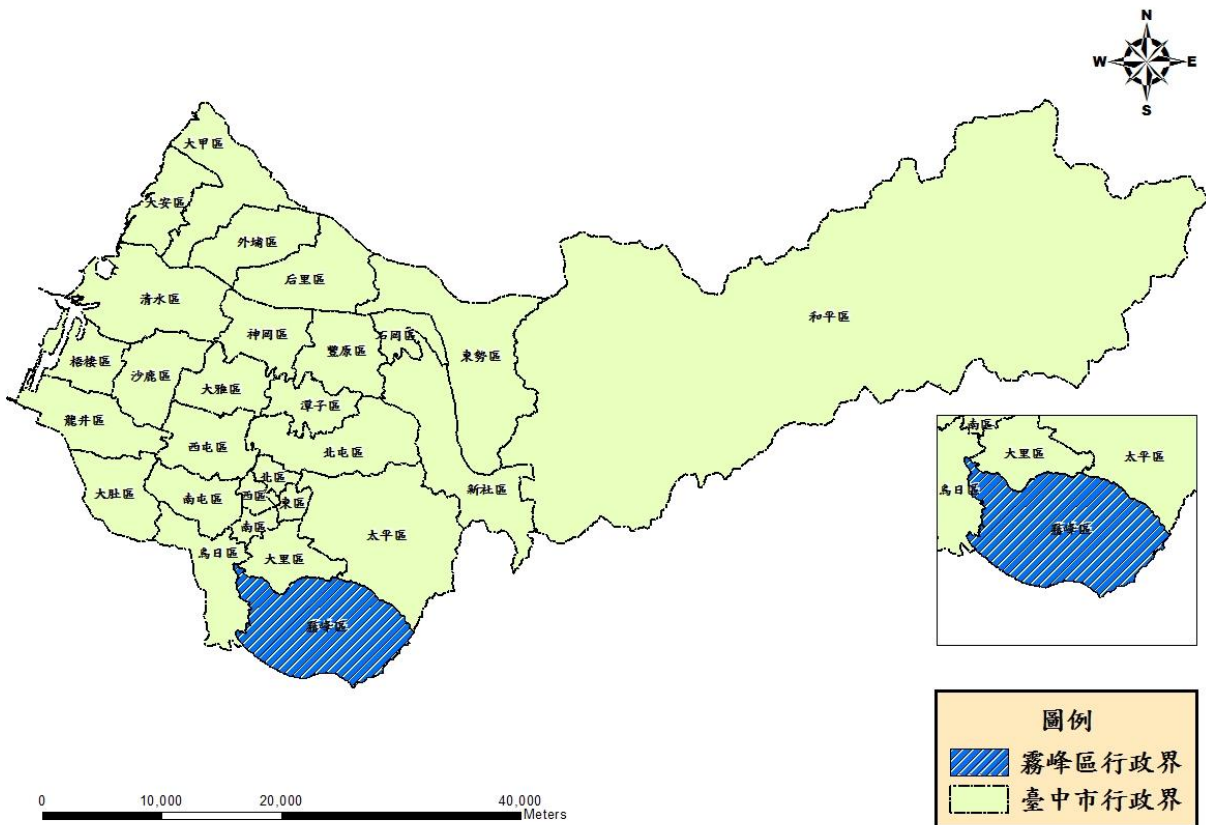 N
W E
S
大甲區
大安區
外埔區
后里區
清水區
和平區
神岡區
豐原區
石岡區
東勢區
梧棲區
沙鹿區
大雅區
潭子區
龍井區
西屯區
北屯區
北區
新社區
大肚區
南屯區
西區
東區
南區
太平區
烏日區
大里區
霧峰區
南區
大里區
太平區
烏日區
霧峰區
圖例
霧峰區行政界
臺中市行政界
0 10,000 20,000 40,000
Meters